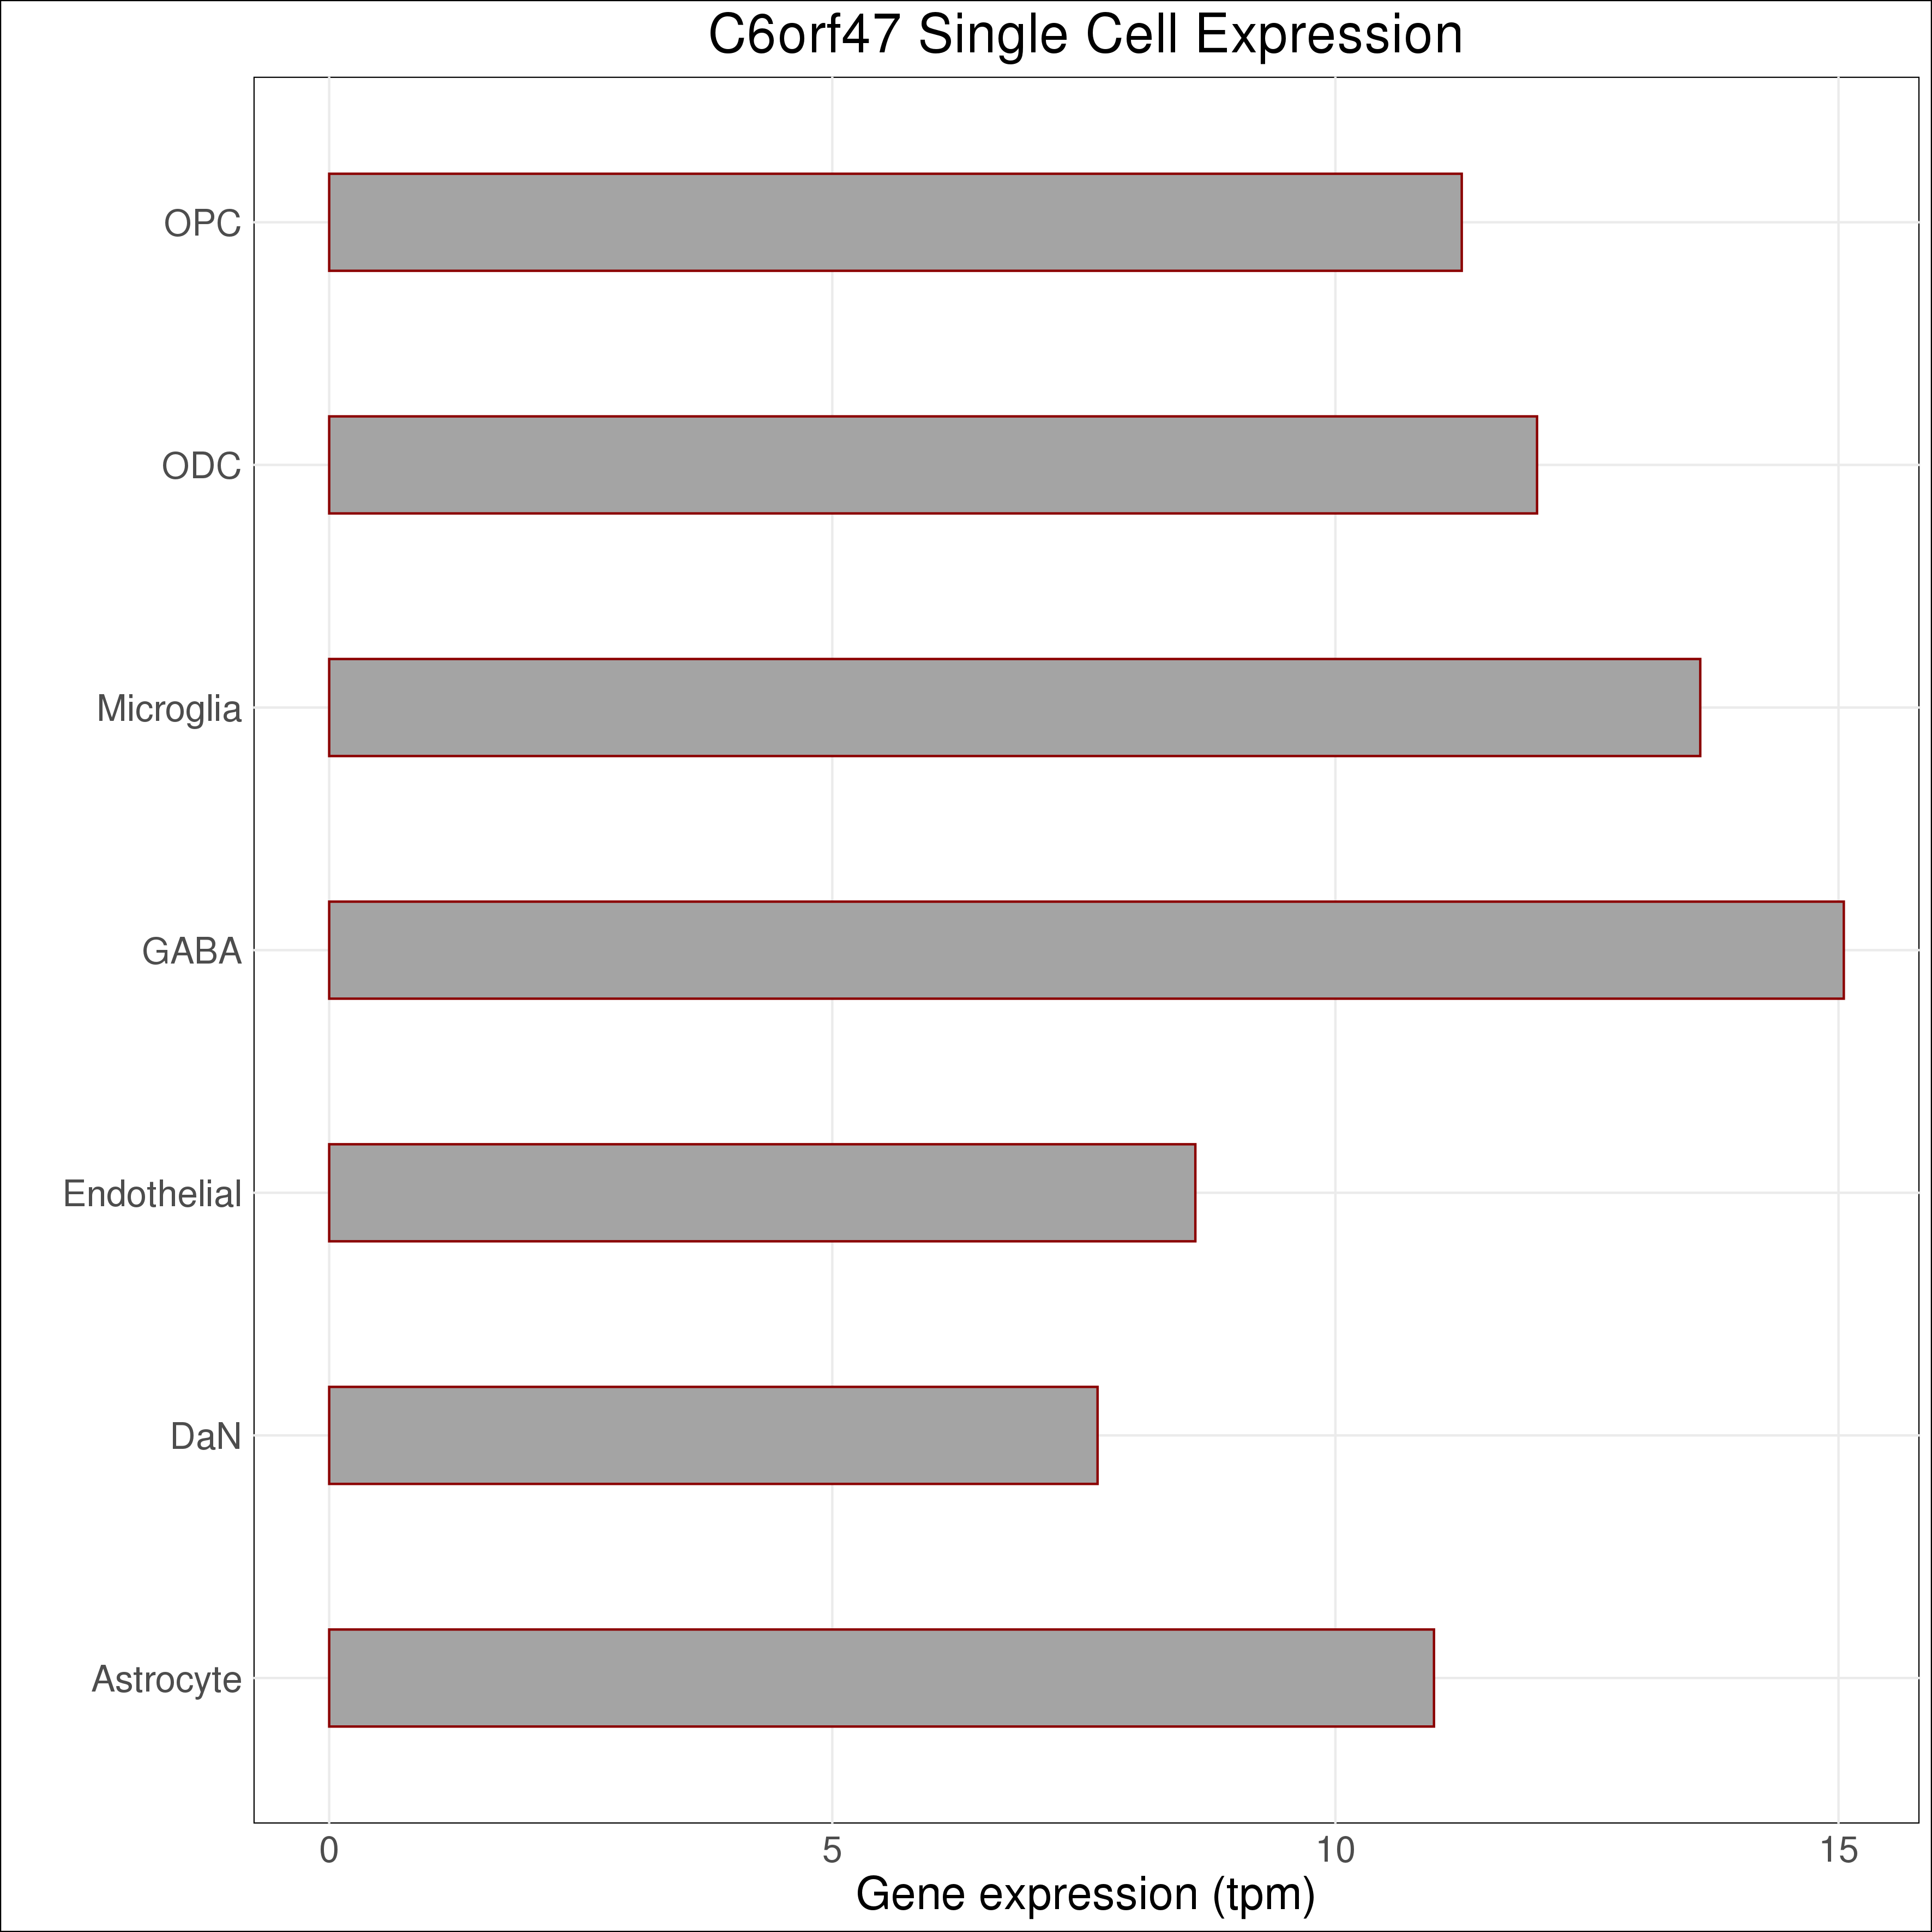 C6orf47 Single Cell Expression
OPC
ODC
Microglia
GABA
Endothelial
DaN
Astrocyte
0 5 10 15
Gene expression (tpm)